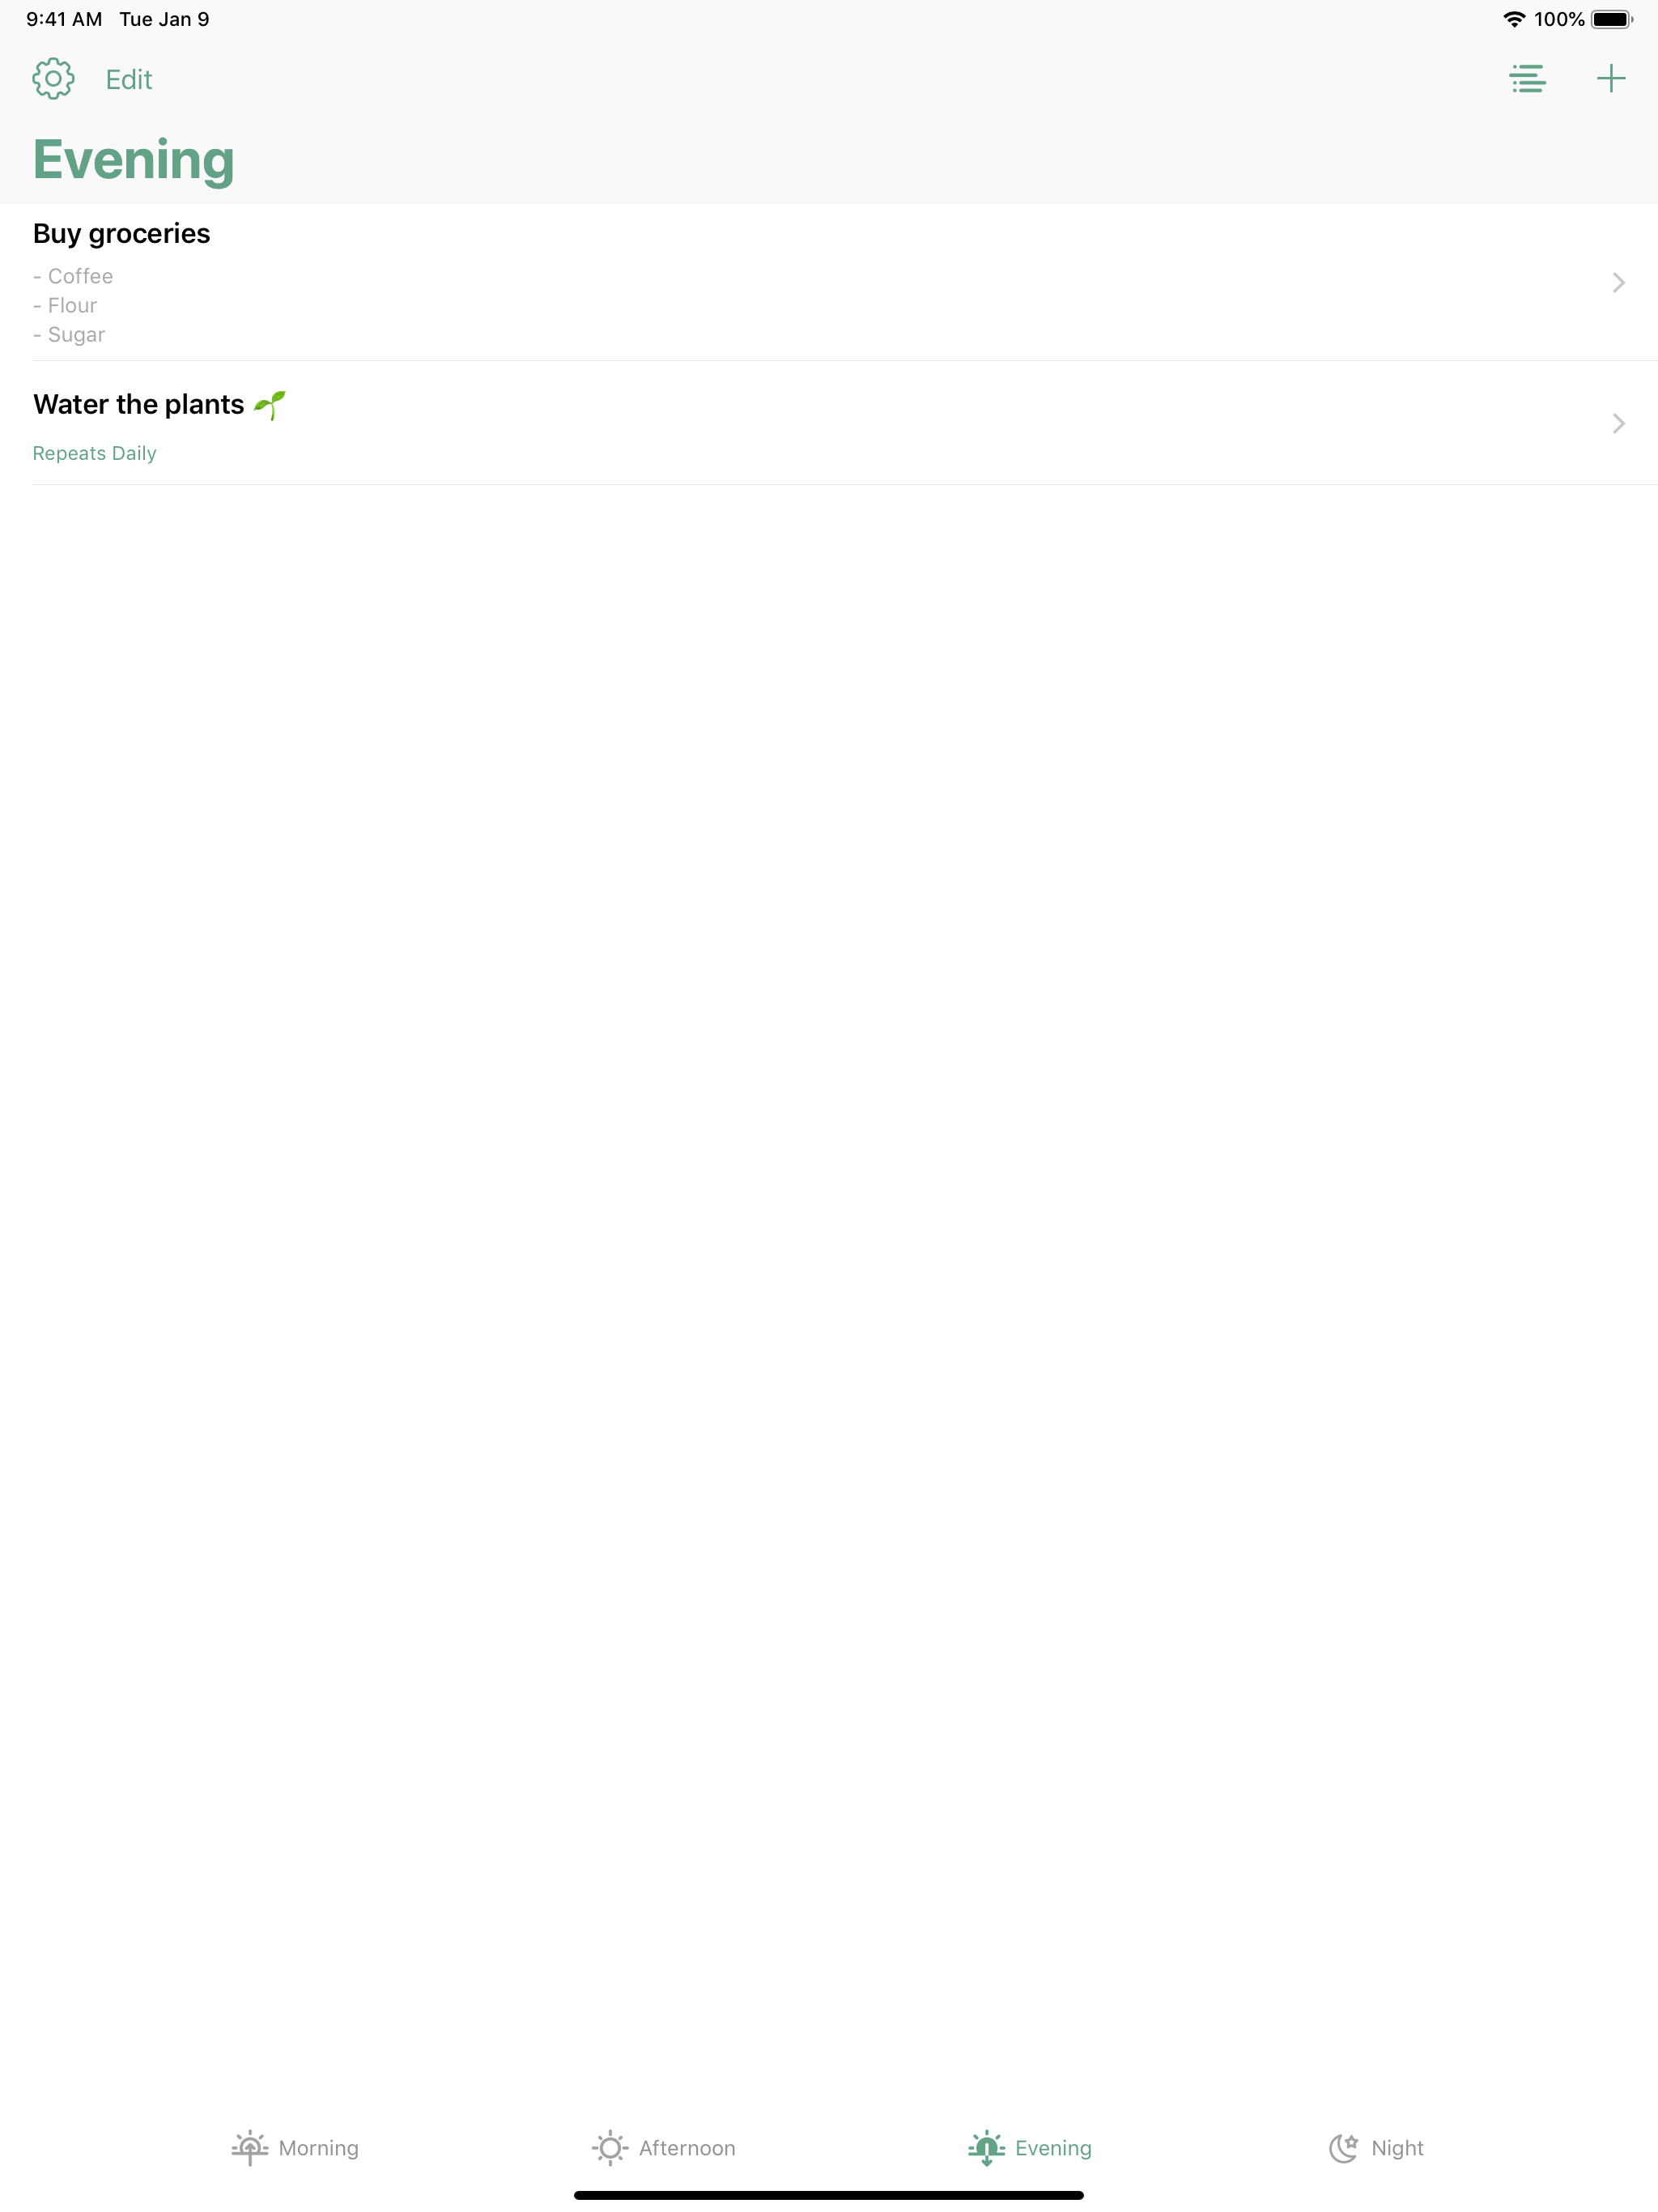 9:41 AM Tue Jan 9 100%
Edit
Evening
Buy groceries
- Coffee
- Flour
- Sugar
Water the plants 🌱
Repeats Daily
Morning Afternoon Evening Night